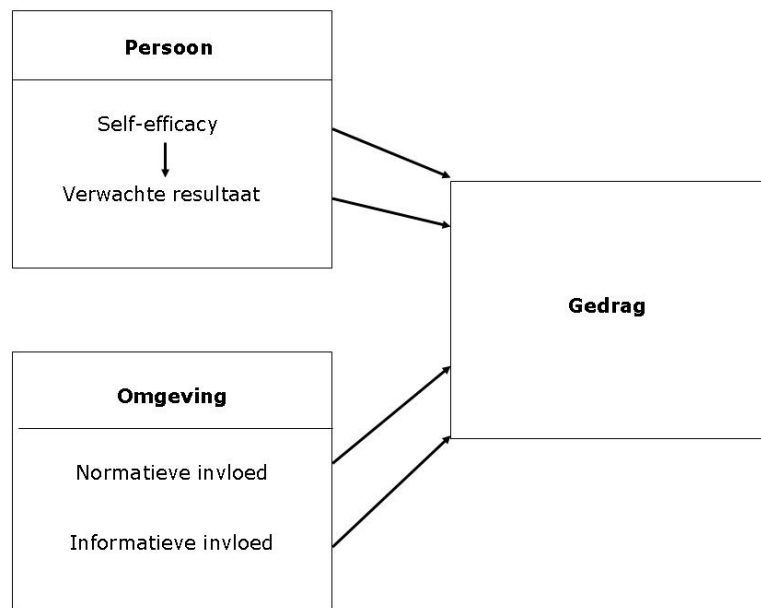 Persoon
Self-efficacy
Verwachte resultaat
Gedrag
Omgeving
Normatieve invloed
Informatieve invloed